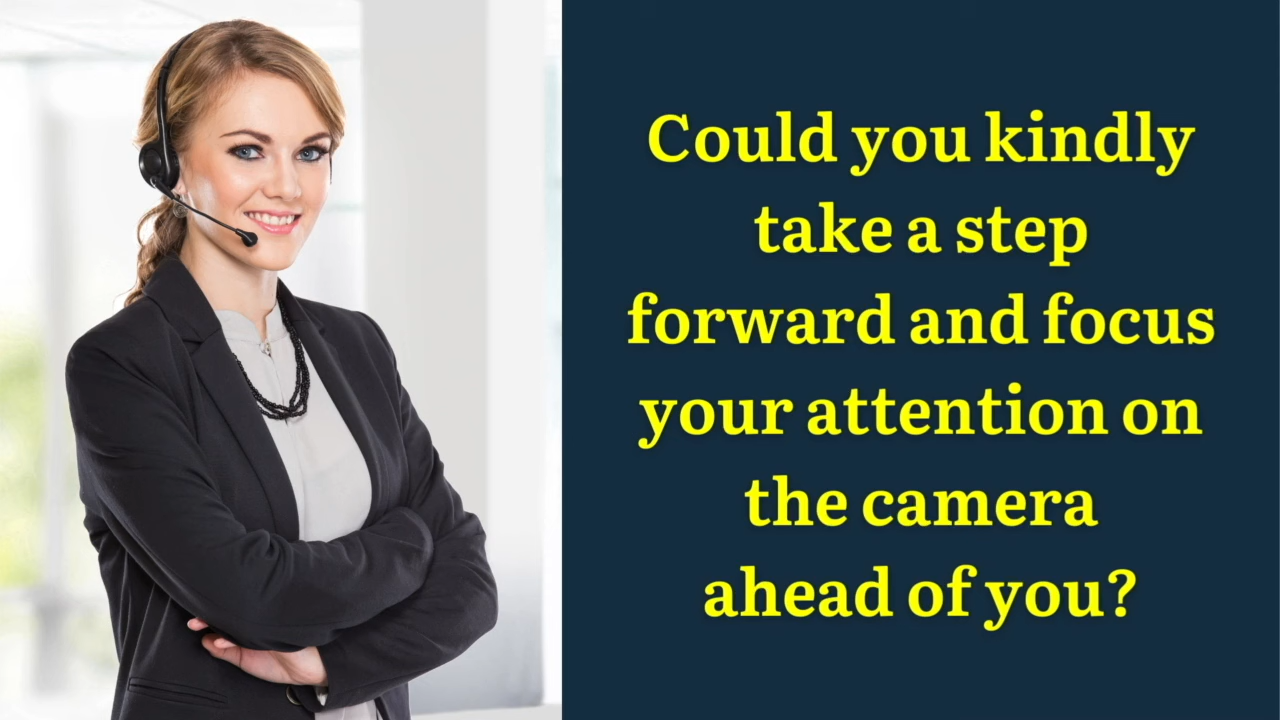 Could you kindly
take a step
forward and focus
your attention on
the camera
ahead of you?